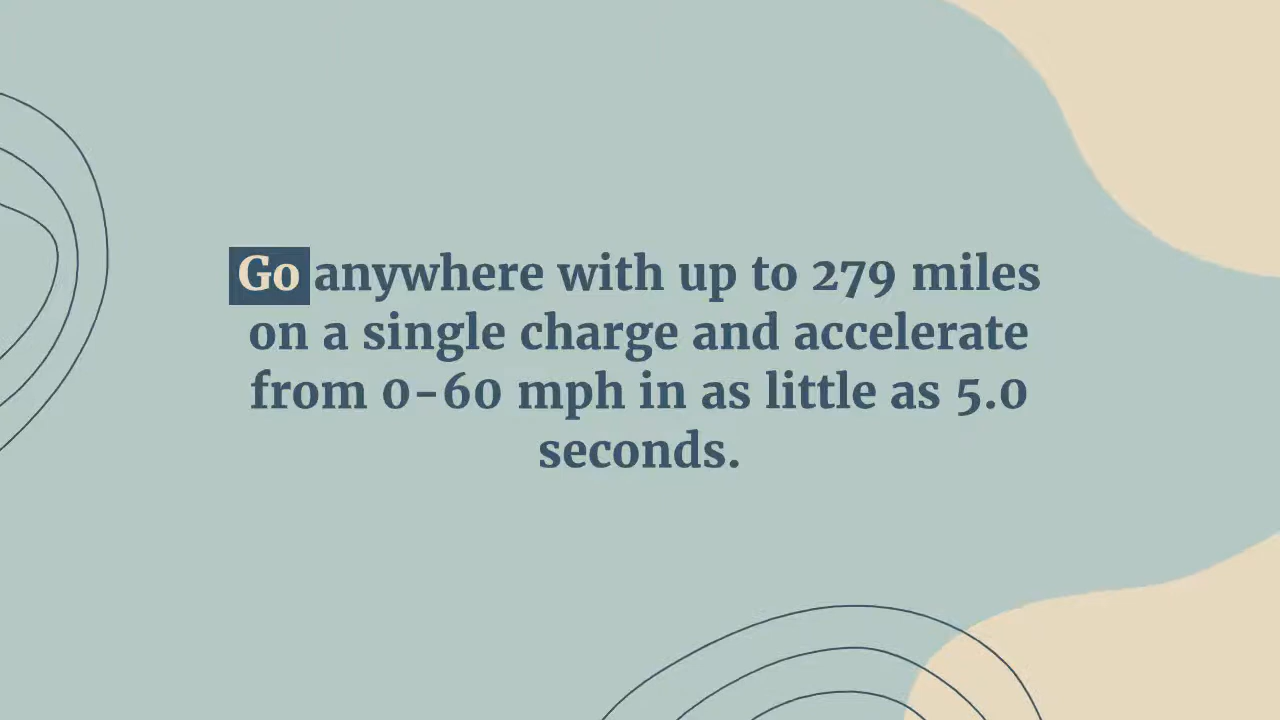 Go anywhere with up to 279 miles
on a single charge and accelerate
from 0-60 mph in as little as 5.0
seconds.